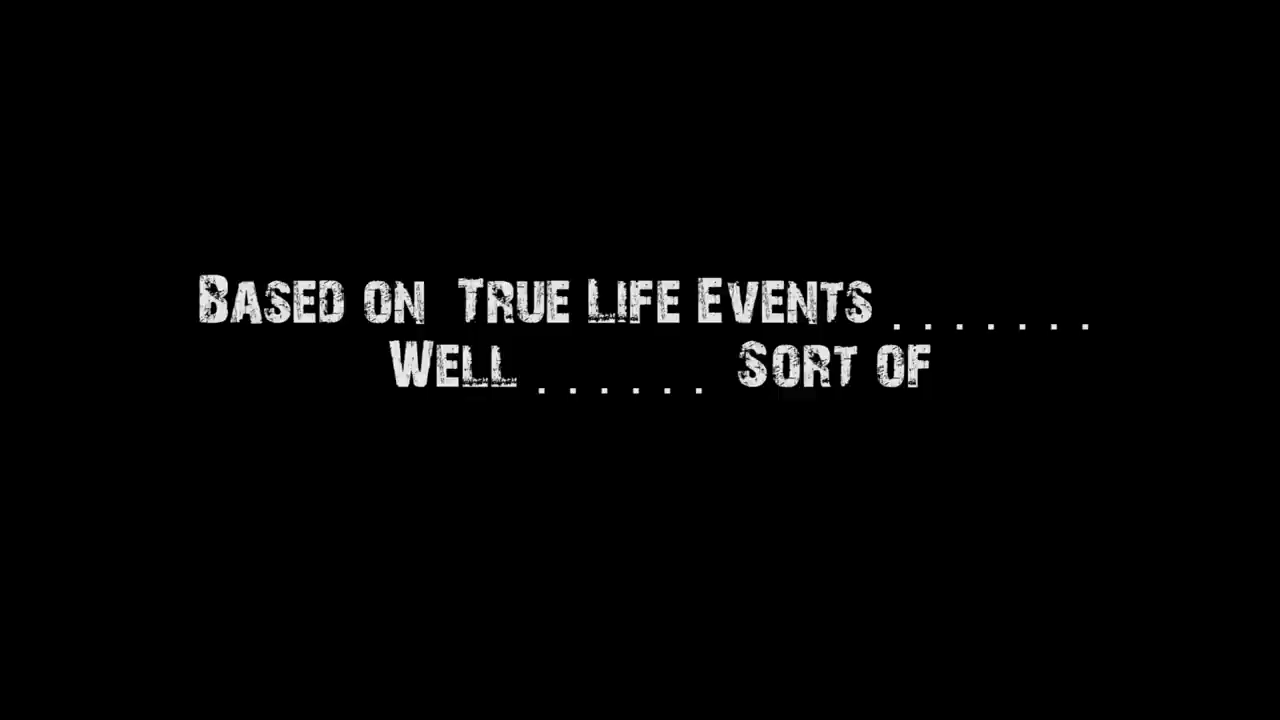 Based on True Life Events . . . . . . .
Well . . . . . . Sort of